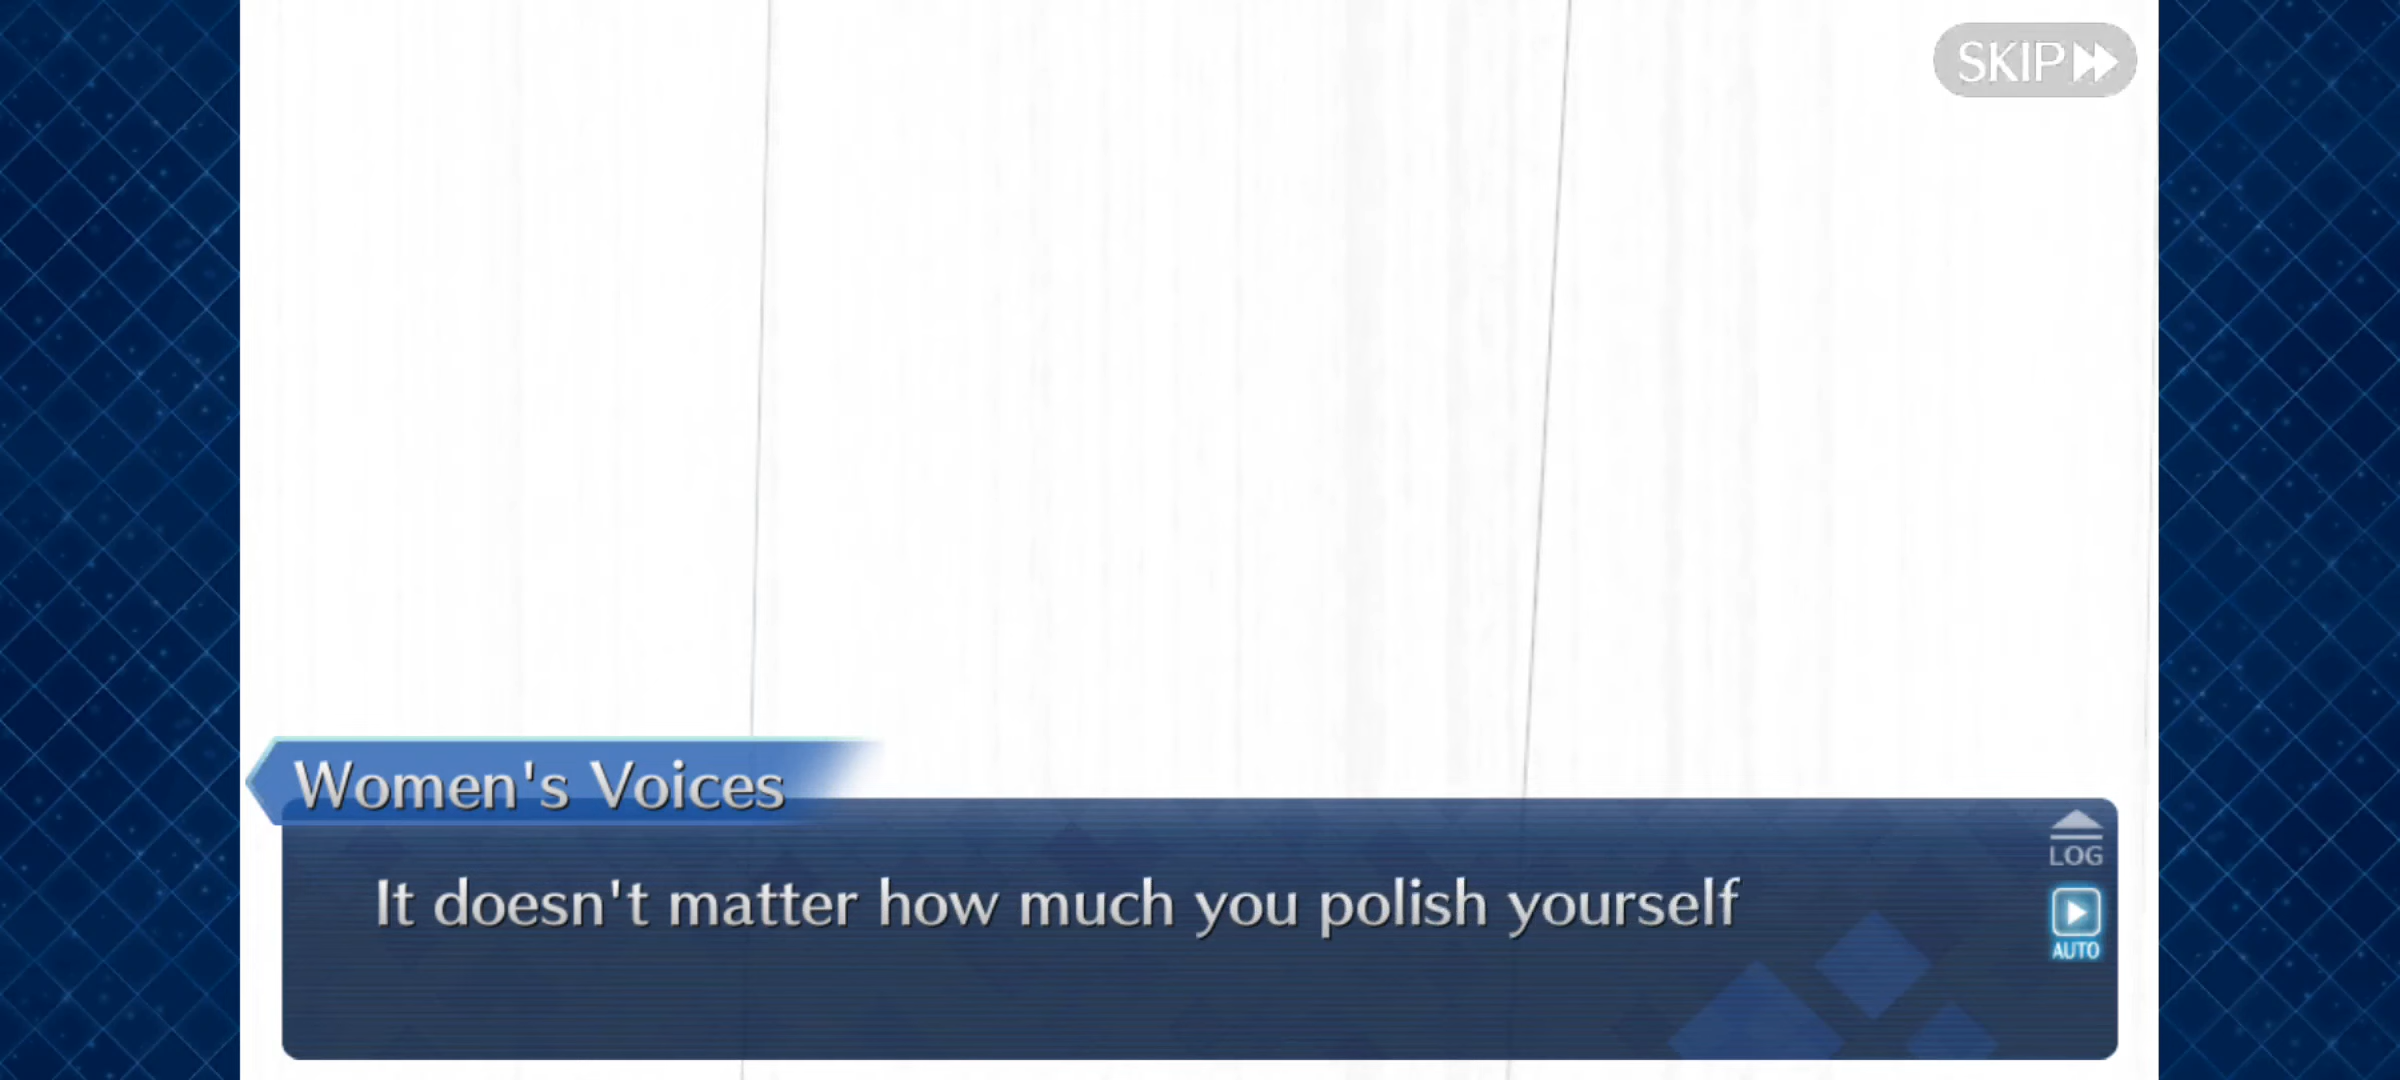 SKIP
Women's Voices
LOG
It doesn't matter how much you polish yourself
AUTO